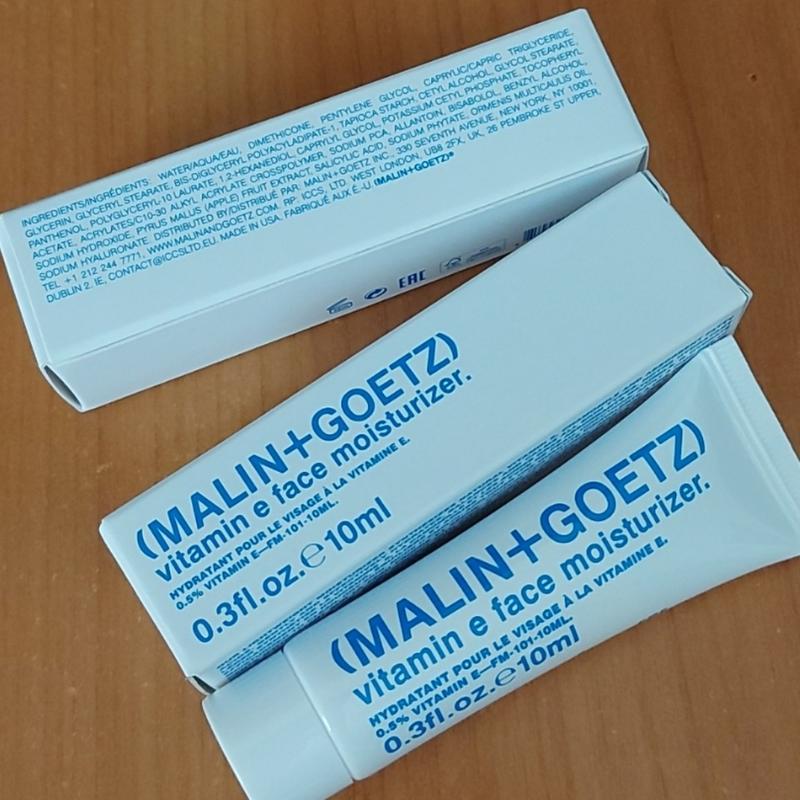 INGREDIENTS/INGRÉDIENTS: WATER/AQUA/EAU, DIMETHICONE, PENTYLENE GLYCOL, CAPRYLIC/CAPRIC TRIGLYCERIDE,
GLYCERIN, GLYCERYL STEARATE, BIS-DIGLYCERYL POLYACYLADIPATE-1, TAPIOCA STARCH, CETYL ALCOHOL, GLYCOL STEARATE,
PANTHENOL, POLYGLYCERYL-10 LAURATE, 1,2-HEXANEDIOL, CAPRYLYL GLYCOL, POTASSIUM CETYL PHOSPHATE, TOCOPHERYL
ACETATE, ACRYLATES/C10-30 ALKYL ACRYLATE CROSSPOLYMER, SODIUM PCA, ALLANTOIN, BISABOLOL, BENZYL ALCOHOL,
SODIUM HYDROXIDE, PYRUS MALUS (APPLE) FRUIT EXTRACT, SALICYLIC ACID, SODIUM PHYTATE, ORMENIS MULTICAULIS OIL,
SODIUM HYALURONATE. DISTRIBUTED BY/DISTRIBUÉ PAR: MALIN+GOETZ INC. 330 SEVENTH AVENUE, NEW YORK, NY 10001,
TEL +1 212 244 7771, WWW.MALINANDGOETZ.COM. RP. ICCS, LTD. WEST LONDON, UB8 2FX, UK, 26 PEMBROKE ST UPPER,
DUBLIN 2. IE, CONTACT@ICCSLTD.EU. MADE IN USA. FABRIQUÉ AUX É.-U (MALIN+GOETZ)®
EAC
(MALIN+GOETZ)
vitamin e face moisturizer.
HYDRATANT POUR LE VISAGE À LA VITAMINE E.
0.5% VITAMIN E—FM-101-10ML.
0.3fl.oz.℮10ml
(MALIN+GOETZ)
vitamin e face moisturizer.
HYDRATANT POUR LE VISAGE À LA VITAMINE E.
0.5% VITAMIN E—FM-101-10ML.
0.3fl.oz.℮10ml